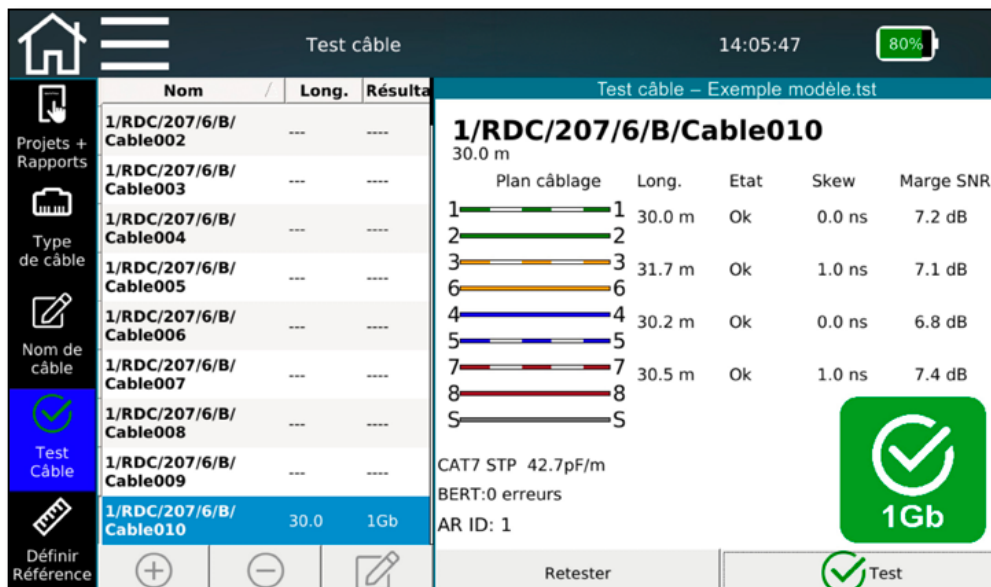 Test câble
14:05:47
80%
Projets +
Rapports
Type
de câble
Nom de
câble
Test
Câble
Définir
Référence
Nom / Long. Résulta
1/RDC/207/6/B/
Cable002 --- ----
1/RDC/207/6/B/
Cable003 --- ----
1/RDC/207/6/B/
Cable004 --- ----
1/RDC/207/6/B/
Cable005 --- ----
1/RDC/207/6/B/
Cable006 --- ----
1/RDC/207/6/B/
Cable007 --- ----
1/RDC/207/6/B/
Cable008 --- ----
1/RDC/207/6/B/
Cable009 --- ----
1/RDC/207/6/B/
Cable010 30.0 1Gb
Test câble – Exemple modèle.tst
1/RDC/207/6/B/Cable010
30.0 m
Plan câblage Long. Etat Skew Marge SNR
1 1 30.0 m Ok 0.0 ns 7.2 dB
2 2
3 3 31.7 m Ok 1.0 ns 7.1 dB
6 6
4 4 30.2 m Ok 0.0 ns 6.8 dB
5 5
7 7 30.5 m Ok 1.0 ns 7.4 dB
8 8
S S
CAT7 STP 42.7pF/m
BERT:0 erreurs
AR ID: 1
1Gb
Retester
Test